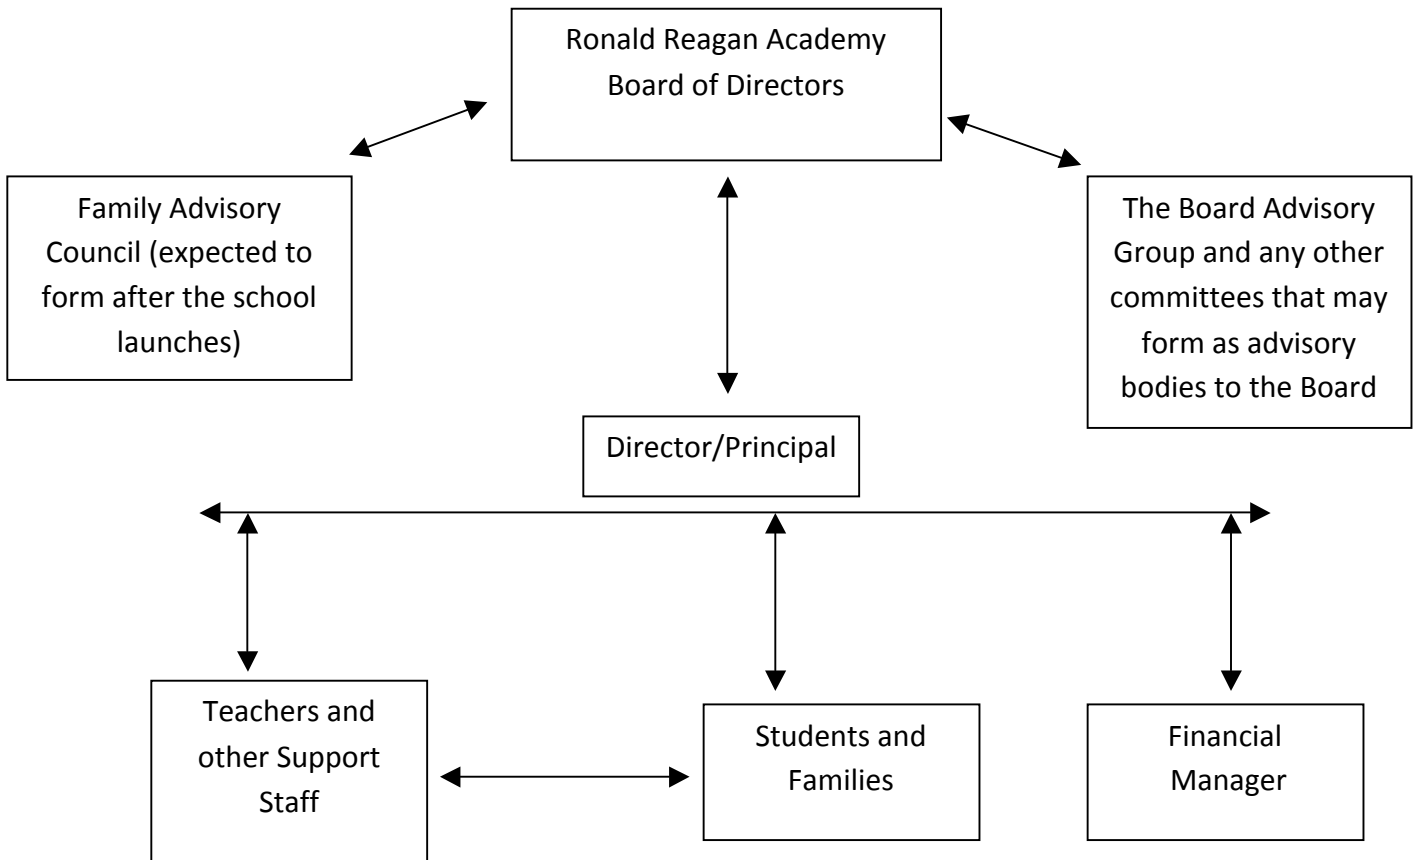 Ronald Reagan Academy
Board of Directors
Family Advisory
Council (expected to
form after the school
launches)
The Board Advisory
Group and any other
committees that may
form as advisory
bodies to the Board
Director/Principal
Teachers and
other Support
Staff
Students and
Families
Financial
Manager